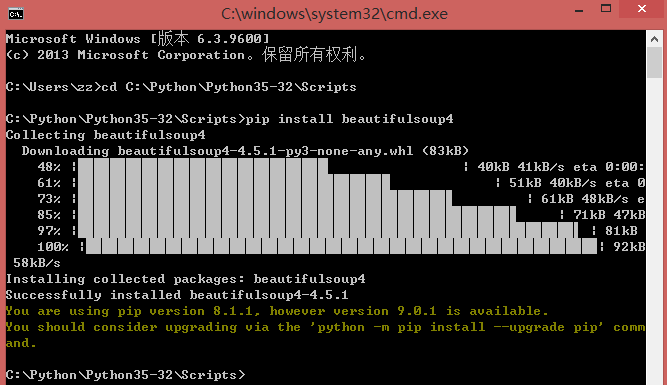 C:\windows\system32\cmd.exe
Microsoft Windows [版本 6.3.9600]
(c) 2013 Microsoft Corporation。保留所有权利。
C:\Users\zz>cd C:\Python\Python35-32\Scripts
C:\Python\Python35-32\Scripts>pip install beautifulsoup4
Collecting beautifulsoup4
Downloading beautifulsoup4-4.5.1-py3-none-any.whl (83kB)
48% | | 40kB 41kB/s eta 0:00:
61% | | 51kB 40kB/s eta 0
73% | | 61kB 48kB/s e
85% | | 71kB 47kB
97% | | 81kB
100% | | 92kB
58kB/s
Installing collected packages: beautifulsoup4
Successfully installed beautifulsoup4-4.5.1
You are using pip version 8.1.1, however version 9.0.1 is available.
You should consider upgrading via the 'python -m pip install --upgrade pip' comm
and.
C:\Python\Python35-32\Scripts>